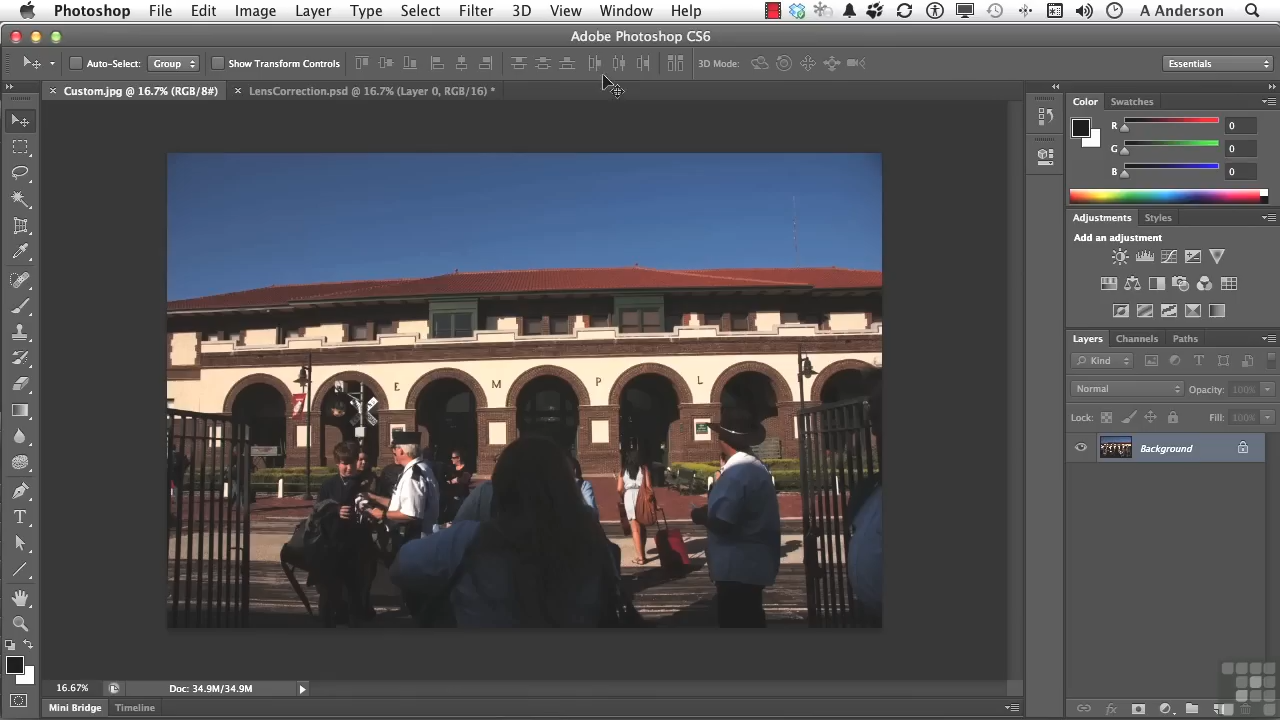 Photoshop File Edit Image Layer Type Select Filter 3D View Window Help A Anderson
Adobe Photoshop CS6
Auto-Select: Group Show Transform Controls 3D Mode: Essentials
Custom.jpg @ 16.7% (RGB/8#) LensCorrection.psd @ 16.7% (Layer 0, RGB/16) *
Color Swatches
R 0
G 0
B 0
Adjustments Styles
Add an adjustment
Layers Channels Paths
Kind
Normal Opacity: 100%
Lock: Fill: 100%
Background
E M P L
16.67% Doc: 34.9M/34.9M
Mini Bridge Timeline